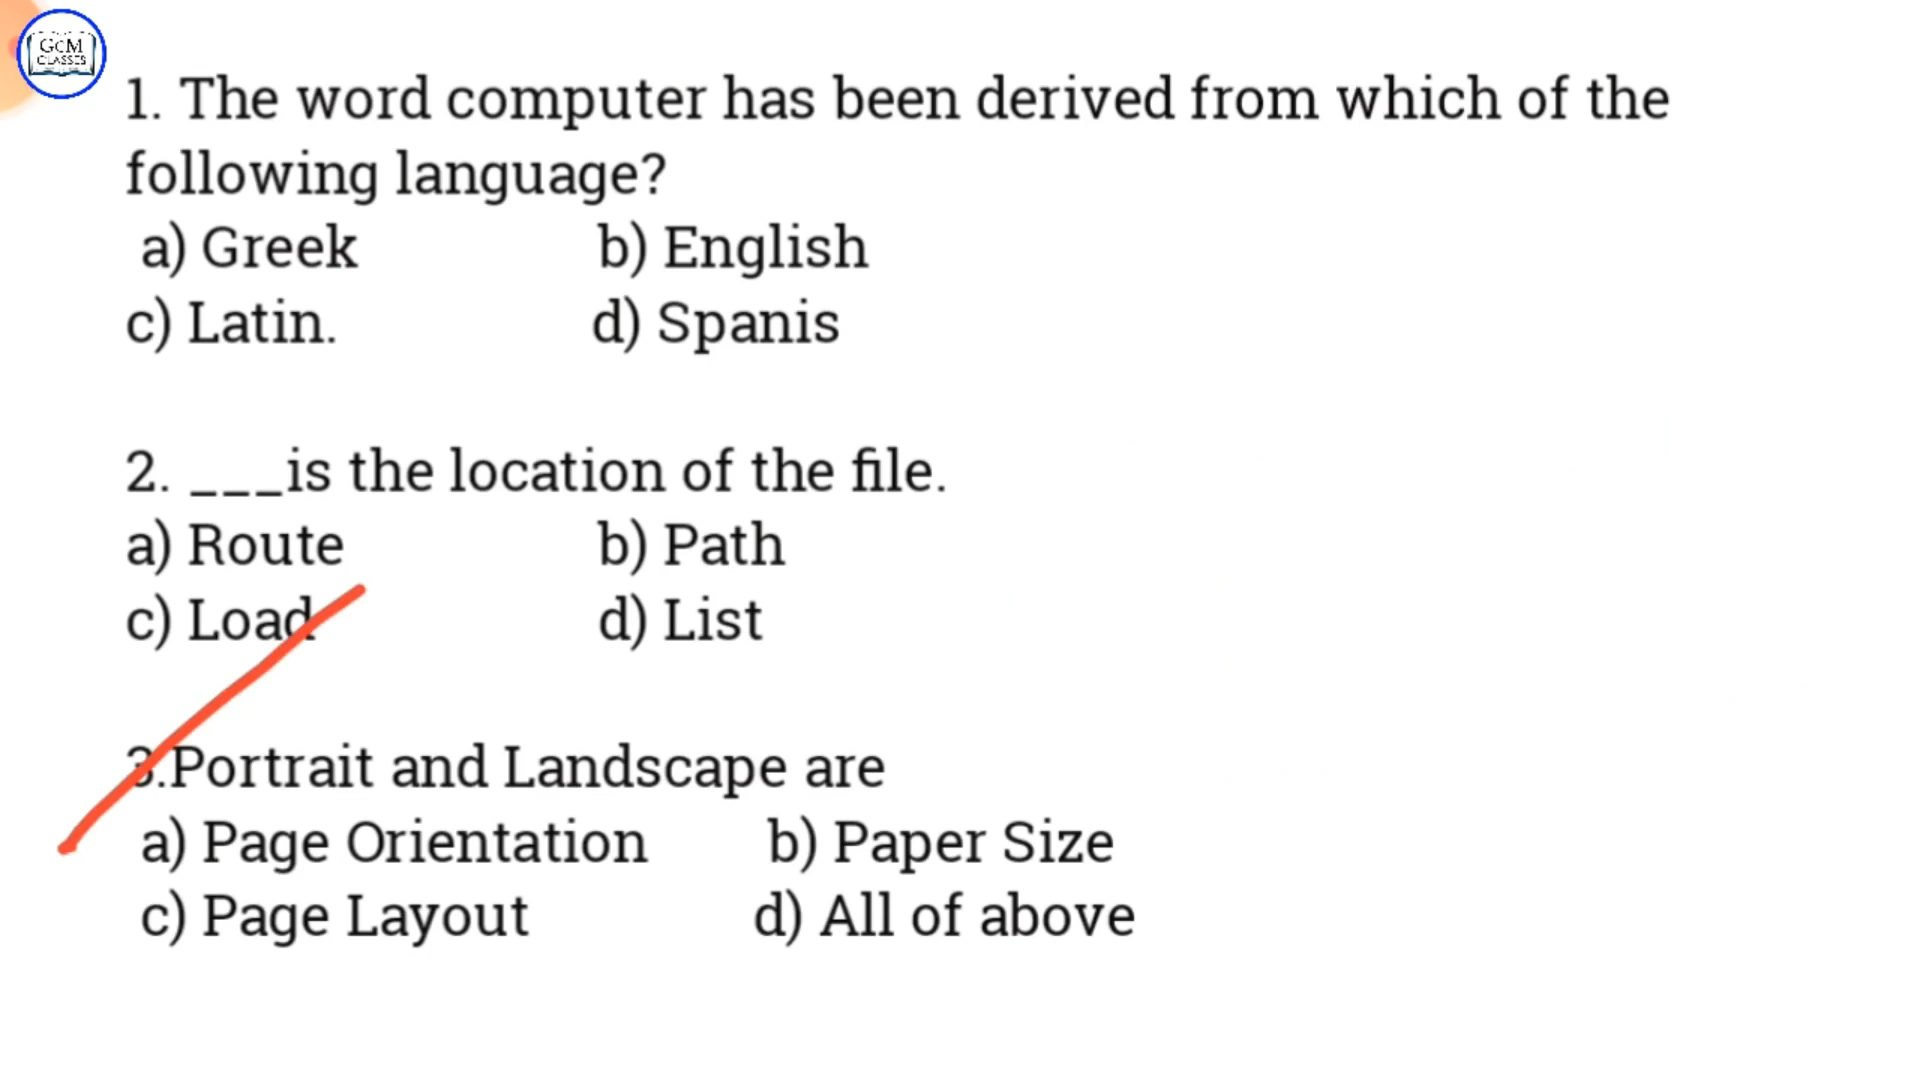 GCM
CLASSES
1. The word computer has been derived from which of the
following language?
a) Greek b) English
c) Latin. d) Spanis
2. ___is the location of the file.
a) Route b) Path
c) Load d) List
3.Portrait and Landscape are
a) Page Orientation b) Paper Size
c) Page Layout d) All of above